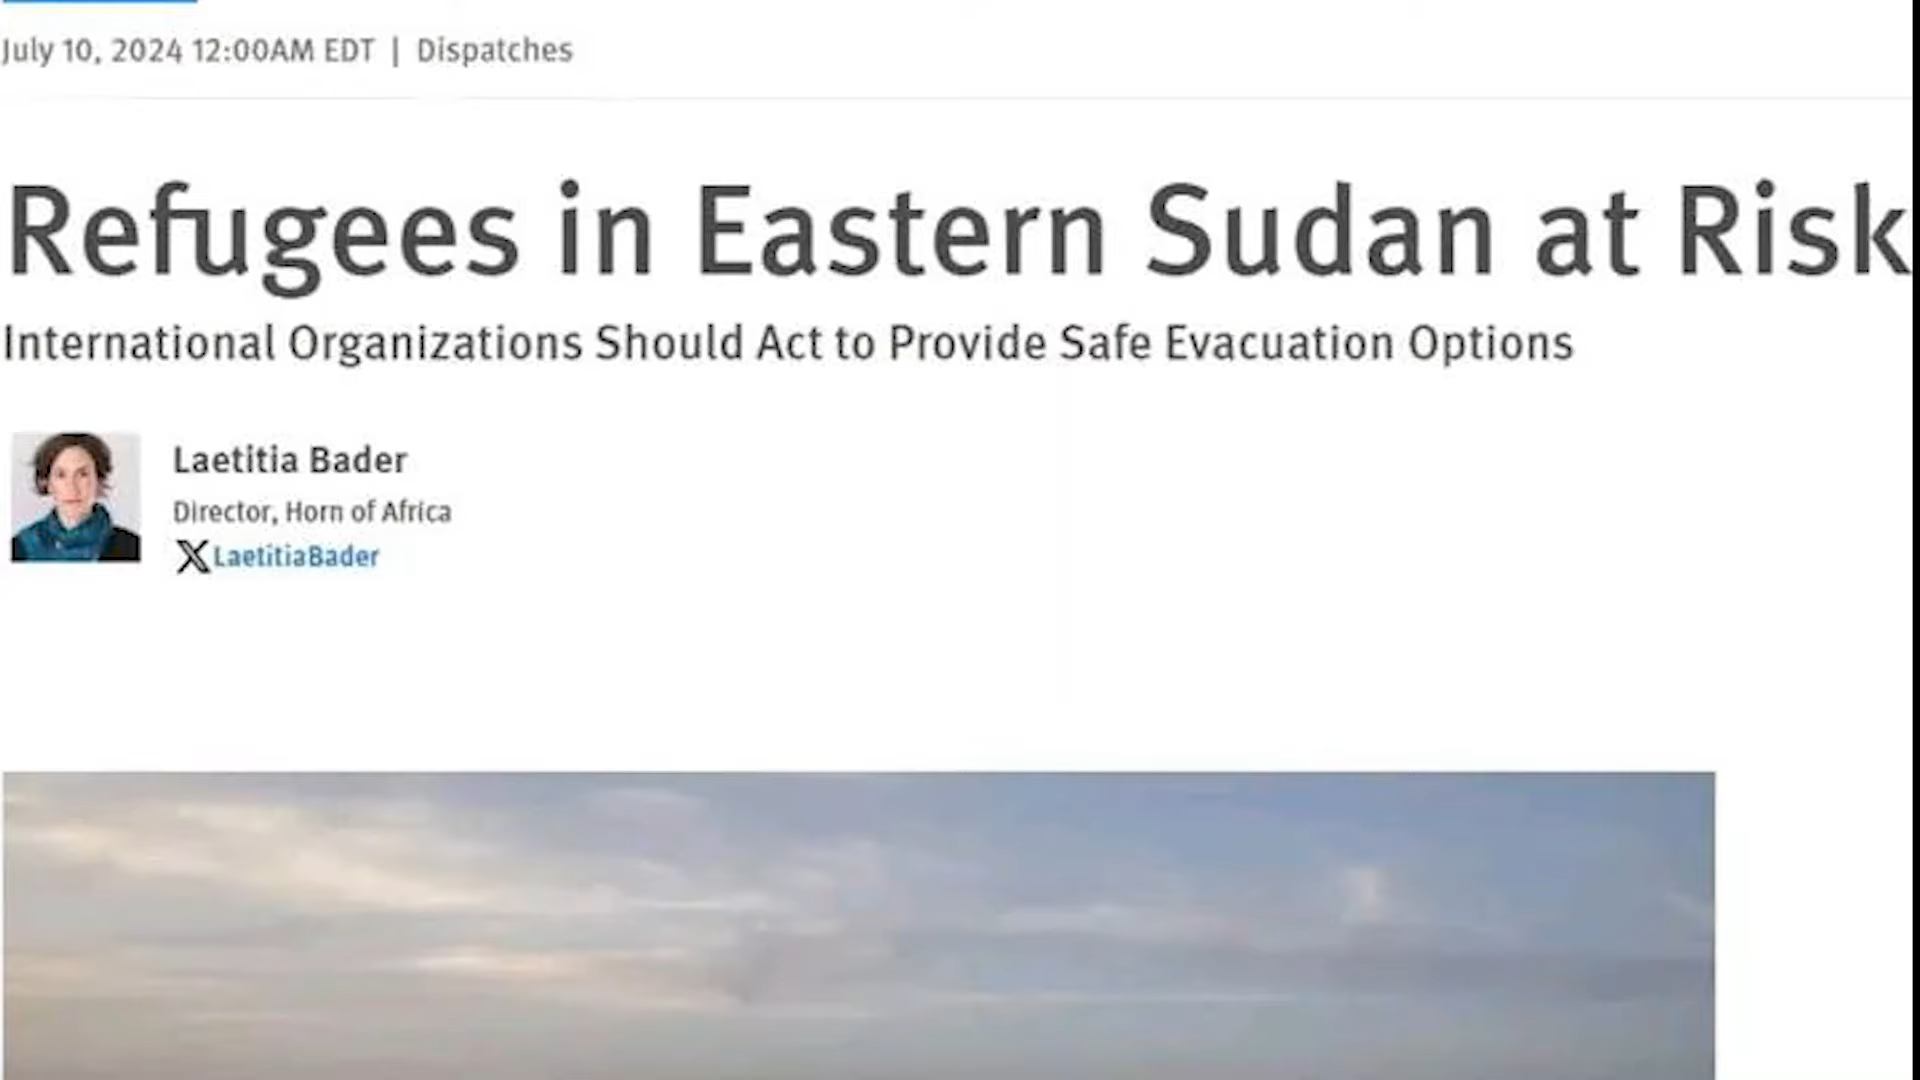 July 10, 2024 12:00AM EDT | Dispatches
Refugees in Eastern Sudan at Risk
International Organizations Should Act to Provide Safe Evacuation Options
Laetitia Bader
Director, Horn of Africa
LaetitiaBader